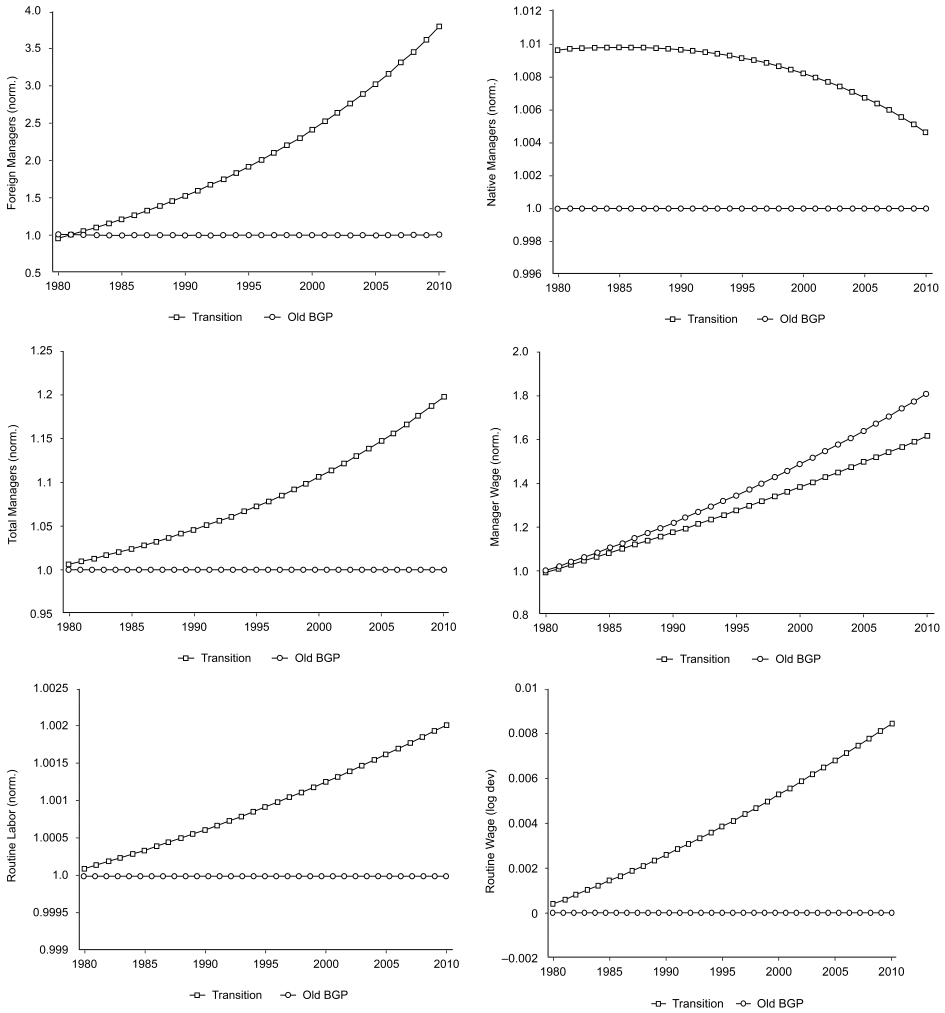 Foreign Managers (norm.)
4.0
3.5
3.0
2.5
2.0
1.5
1.0
0.5
1980 1985 1990 1995 2000 2005 2010
Transition Old BGP
Native Managers (norm.)
1.012
1.01
1.008
1.006
1.004
1.002
1.0
0.998
0.996
1980 1985 1990 1995 2000 2005 2010
Transition Old BGP
Total Managers (norm.)
1.25
1.2
1.15
1.1
1.05
1.0
0.95
1980 1985 1990 1995 2000 2005 2010
Transition Old BGP
Manager Wage (norm.)
2.0
1.8
1.6
1.4
1.2
1.0
0.8
1980 1985 1990 1995 2000 2005 2010
Transition Old BGP
Routine Labor (norm.)
1.0025
1.002
1.0015
1.001
1.0005
1.0
0.9995
0.999
1980 1985 1990 1995 2000 2005 2010
Transition Old BGP
Routine Wage (log dev)
0.01
0.008
0.006
0.004
0.002
0
–0.002
1980 1985 1990 1995 2000 2005 2010
Transition Old BGP